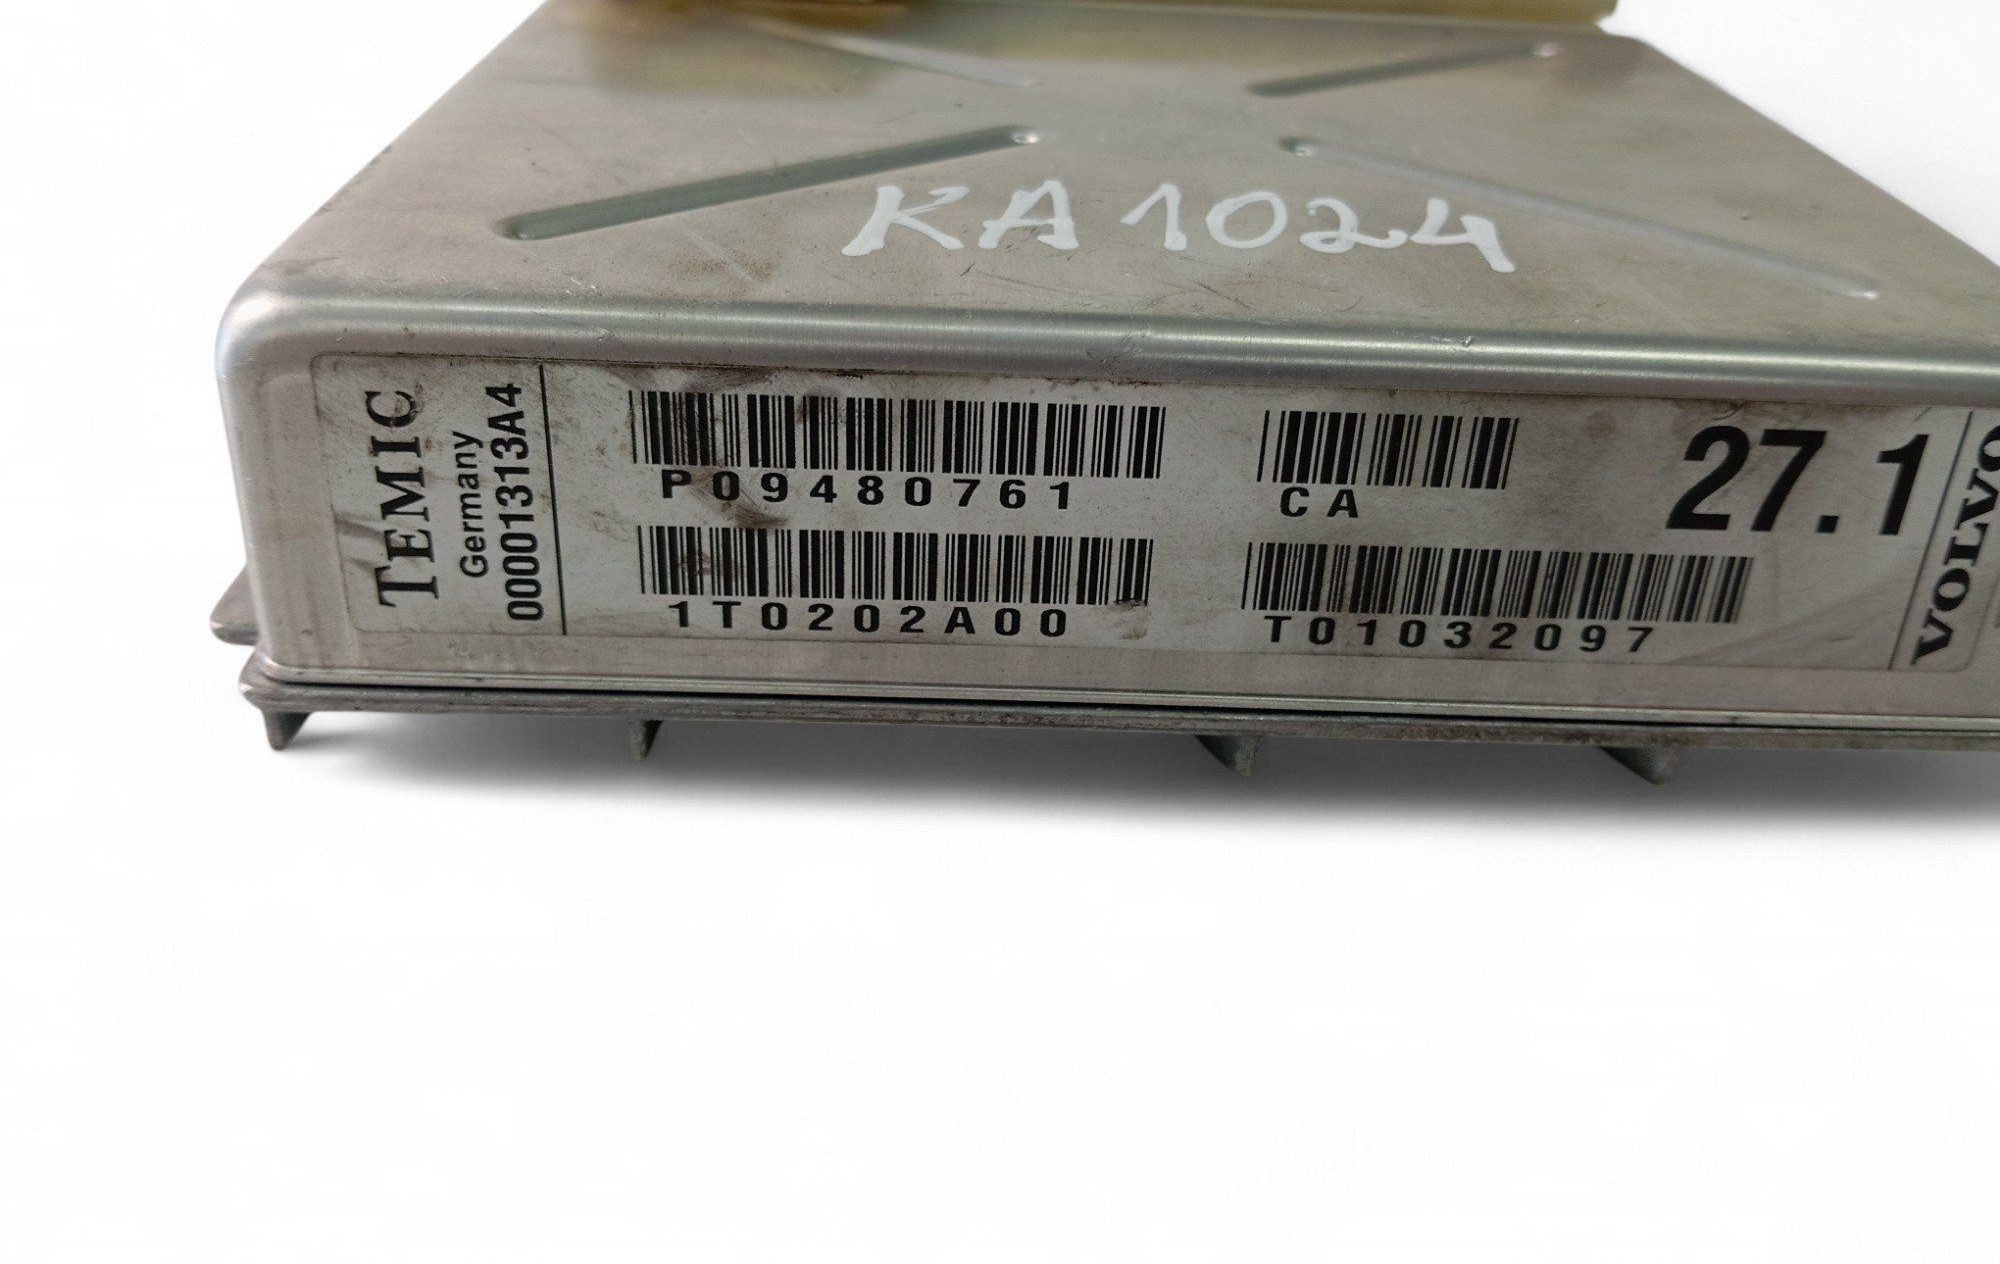 KA1024
TEMIC
Germany
00001313A4
P09480761
CA
27.1
1T0202A00
T01032097
VOLVO